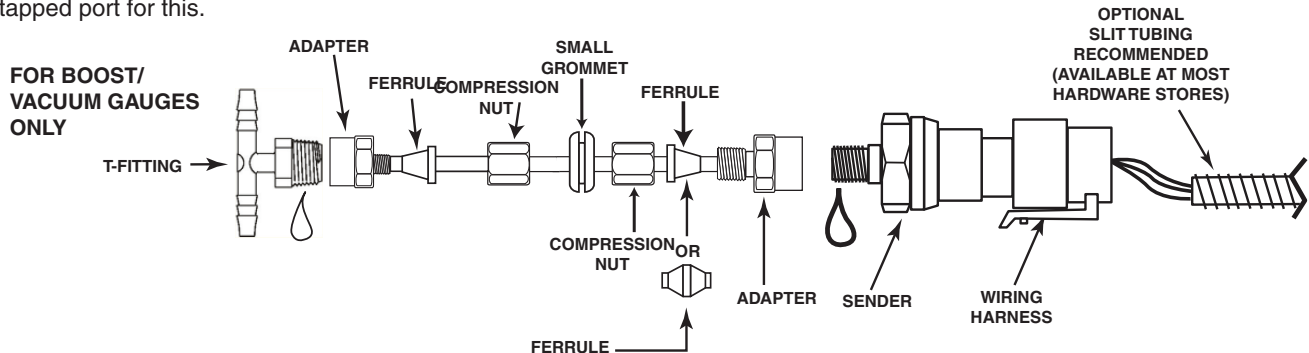 tapped port for this.
FOR BOOST/
VACUUM GAUGES
ONLY
T-FITTING
ADAPTER
FERRULE
COMPRESSION
NUT
SMALL
GROMMET
FERRULE
COMPRESSION
NUT
OR
FERRULE
ADAPTER
SENDER
WIRING
HARNESS
OPTIONAL
SLIT TUBING
RECOMMENDED
(AVAILABLE AT MOST
HARDWARE STORES)